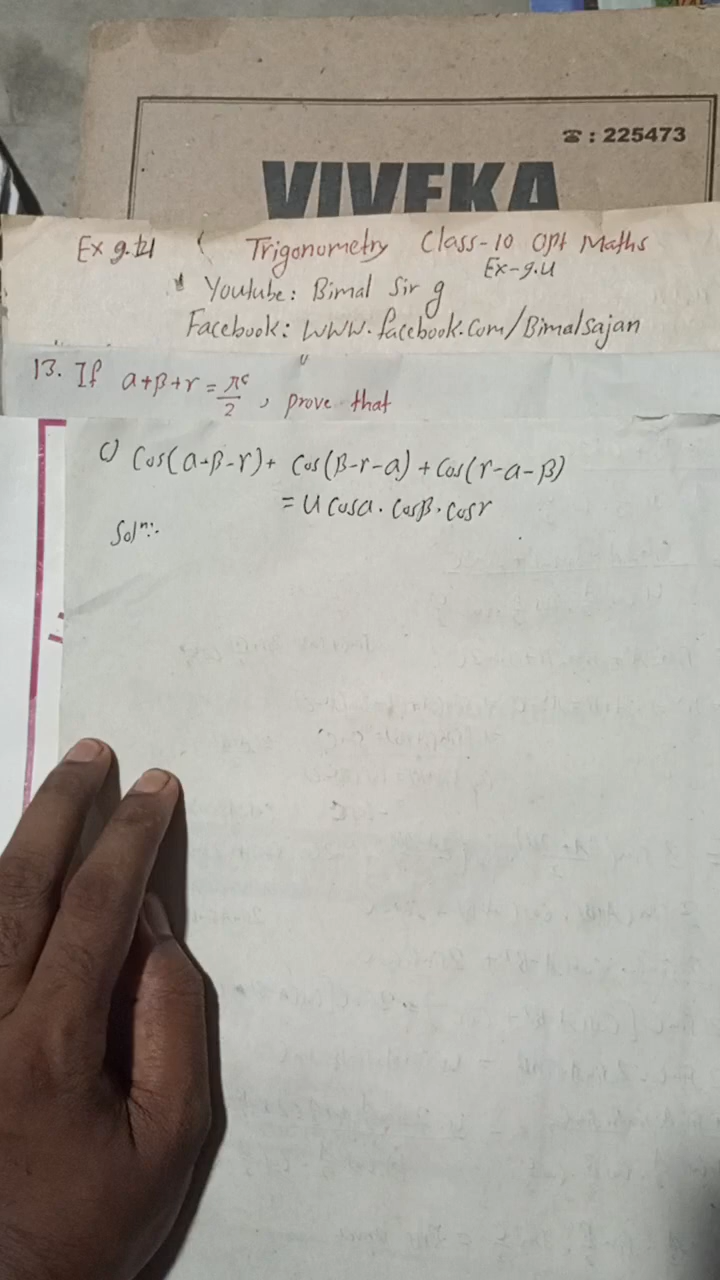 ☎ : 225473
VIVEKA
Ex 9.4 ( Trigonometry Class-10 Opt Maths
Ex-9.4
Youtube: Bimal Sir g
Facebook: WWW.facebook.com/Bimalsajan
13. If α+β+γ = πᶜ/2, prove that
c) Cos(α+β-γ)+ Cos(β-γ-α)+Cos(γ-α-β)
= 4 Cosα. Cosβ. Cosγ
Solⁿ:.